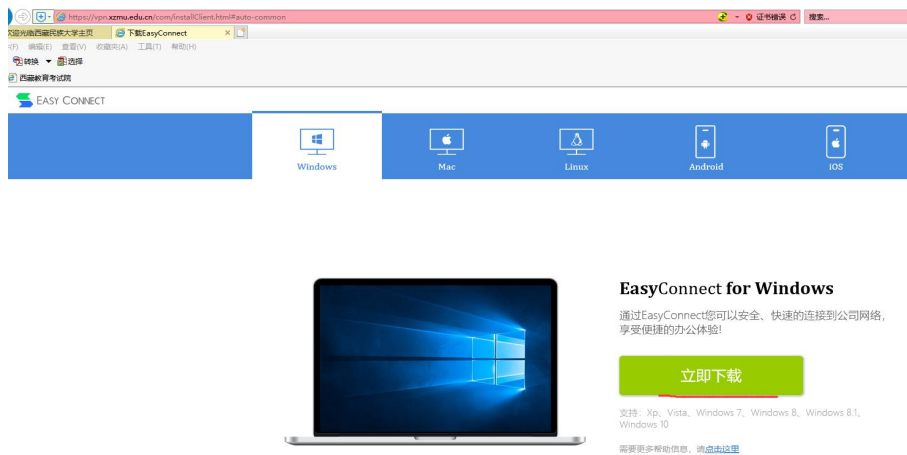 https://vpn.xzmu.edu.cn/com/installClient.html#auto-common
证书错误
搜索...
欢迎光临西藏民族大学主页
下载EasyConnect
编辑(E) 查看(V) 收藏夹(A) 工具(T) 帮助(H)
转换
选择
西藏教育考试院
EASY CONNECT
Windows
Mac
Linux
Android
iOS
EasyConnect for Windows
通过EasyConnect您可以安全、快速的连接到公司网络，
享受便捷的办公体验!
立即下载
支持：Xp、Vista、Windows 7、Windows 8、Windows 8.1、
Windows 10
需要更多帮助信息，请点击这里